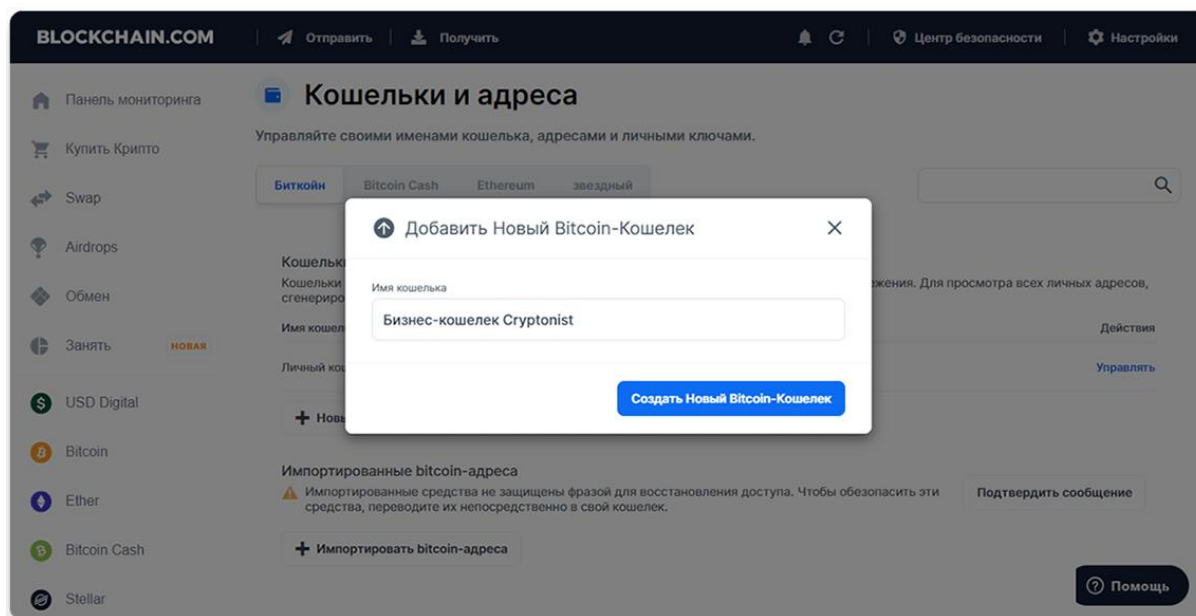 BLOCKCHAIN.COM
Отправить
Получить
Центр безопасности
Настройки
Панель мониторинга
Купить Крипто
Swap
Airdrops
Обмен
Занять НОВАЯ
USD Digital
Bitcoin
Ether
Bitcoin Cash
Stellar
Кошельки и адреса
Управляйте своими именами кошелька, адресами и личными ключами.
Биткойн Bitcoin Cash Ethereum звездный
Добавить Новый Bitcoin-Кошелек
Имя кошелька
Бизнес-кошелек Cryptonist
Создать Новый Bitcoin-Кошелек
Кошельки
Для просмотра всех личных адресов,
Действия
Личный
Управлять
Импортированные bitcoin-адреса
Импортированные средства не защищены фразой для восстановления доступа. Чтобы обезопасить эти
средства, переводите их непосредственно в свой кошелек.
Подтвердить сообщение
Импортировать bitcoin-адреса
Помощь